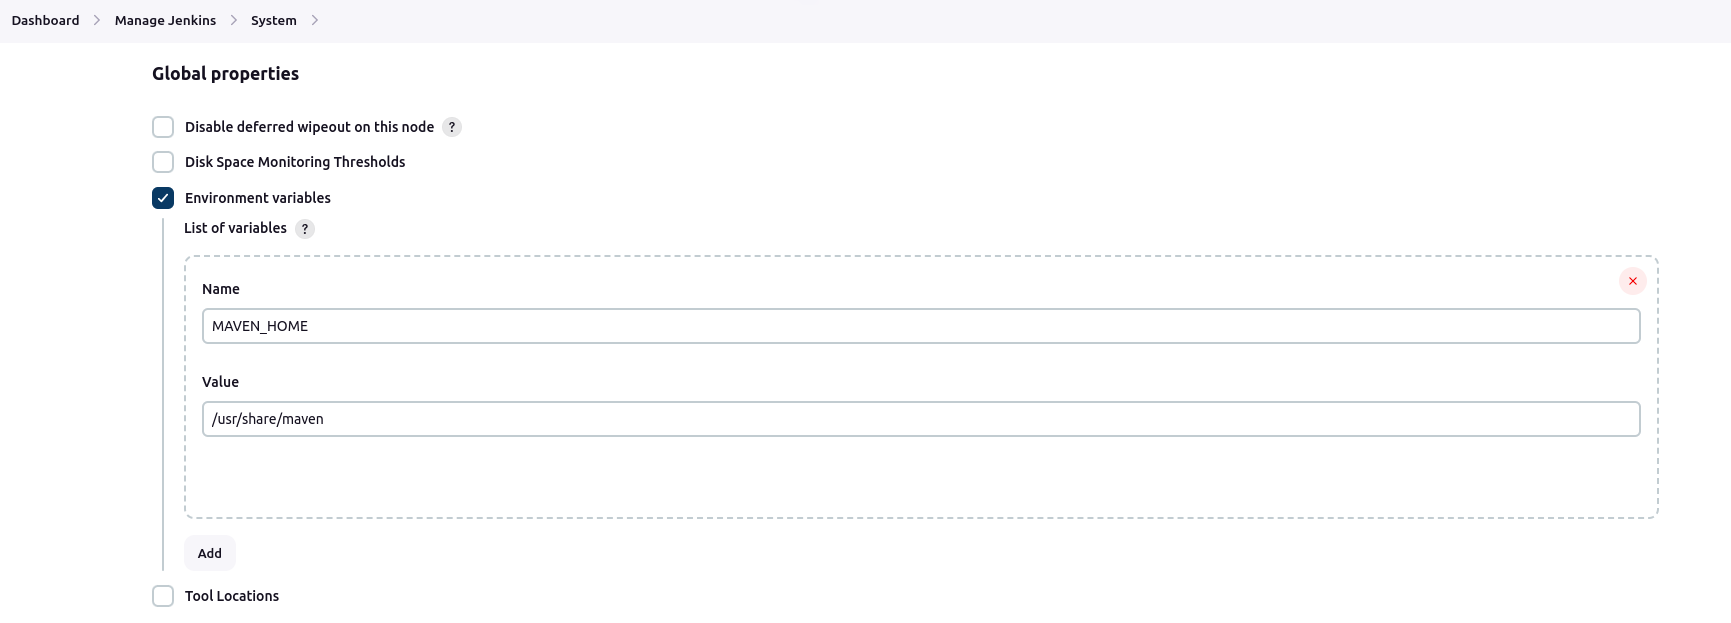 Dashboard > Manage Jenkins > System >
Global properties
Disable deferred wipeout on this node ?
Disk Space Monitoring Thresholds
Environment variables
List of variables ?
Name
MAVEN_HOME
Value
/usr/share/maven
Add
Tool Locations